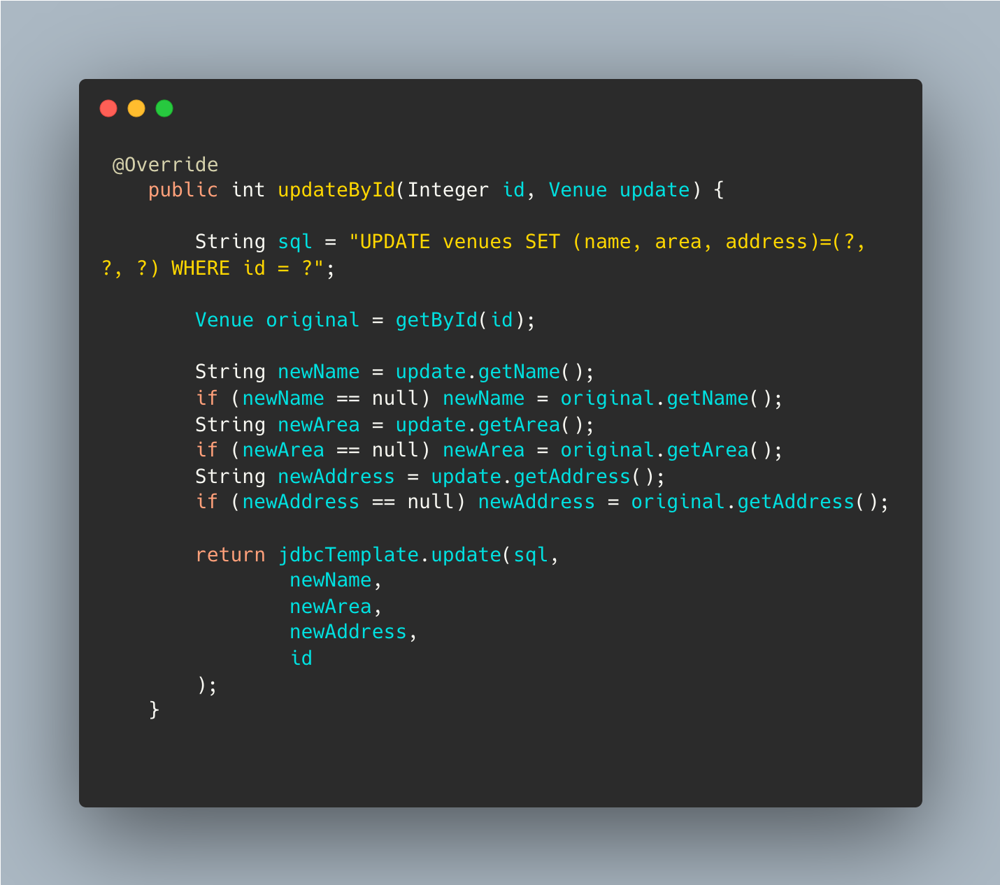 @Override
public int updateById(Integer id, Venue update) {
String sql = "UPDATE venues SET (name, area, address)=(?,
?, ?) WHERE id = ?";
Venue original = getById(id);
String newName = update.getName();
if (newName == null) newName = original.getName();
String newArea = update.getArea();
if (newArea == null) newArea = original.getArea();
String newAddress = update.getAddress();
if (newAddress == null) newAddress = original.getAddress();
return jdbcTemplate.update(sql,
newName,
newArea,
newAddress,
id
);
}